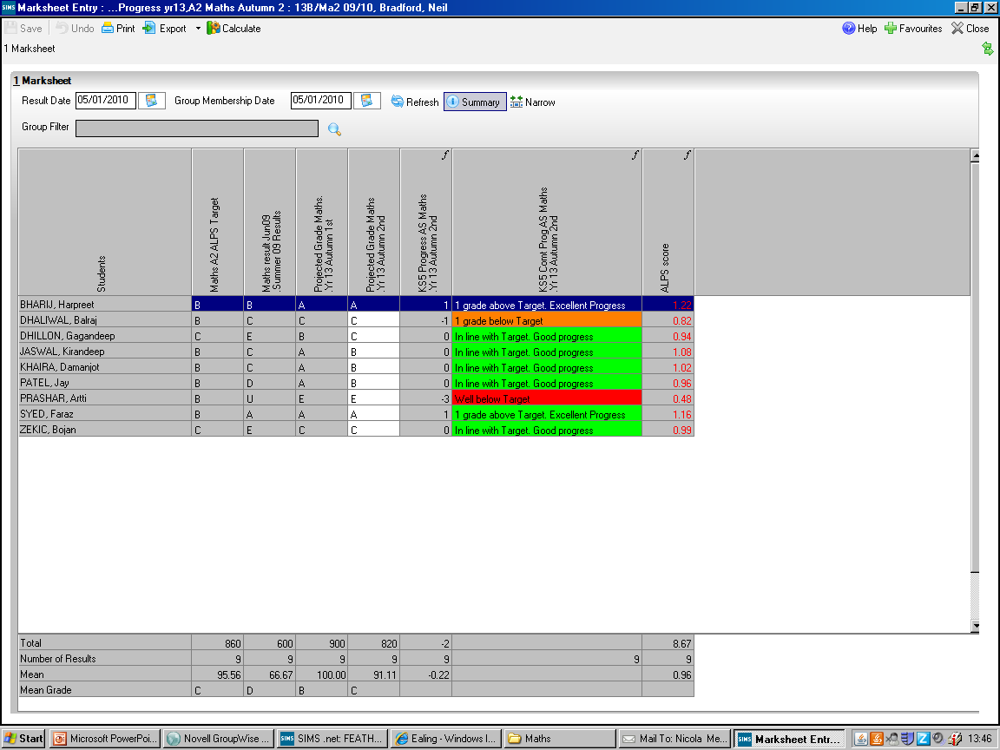 SIMS Marksheet Entry : ...Progress yr13,A2 Maths Autumn 2 : 13B/Ma2 09/10, Bradford, Neil
Save Undo Print Export Calculate Help Favourites Close
1 Marksheet
1 Marksheet
Result Date 05/01/2010 Group Membership Date 05/01/2010 Refresh Summary Narrow
Group Filter
f f f
Students
Maths A2 ALPS Target
Maths result Jun09
.Summer 09 Results
Projected Grade Maths.
.Yr 13 Autumn 1st
Projected Grade Maths
.Yr 13 Autumn 2nd
KS5 Progress AS Maths
.Yr 13 Autumn 2nd
KS5 Comt Prog AS Maths
.Yr 13 Autumn 2nd
ALPS score
BHARIJ, Harpreet B B A A 1 1 grade above Target. Excellent Progress 1.22
DHALIWAL, Balraj B C C C -1 1 grade below Target 0.82
DHILLON, Gagandeep C E B C 0 In line with Target. Good progress 0.94
JASWAL, Kirandeep B C A B 0 In line with Target. Good progress 1.08
KHAIRA, Damanjot B C A B 0 In line with Target. Good progress 1.02
PATEL, Jay B D A B 0 In line with Target. Good progress 0.96
PRASHAR, Artti B U E E -3 Well below Target 0.48
SYED, Faraz B A A A 1 1 grade above Target. Excellent Progress 1.16
ZEKIC, Bojan C E C C 0 In line with Target. Good progress 0.99
Total 860 600 900 820 -2 8.67
Number of Results 9 9 9 9 9 9 9
Mean 95.56 66.67 100.00 91.11 -0.22 0.96
Mean Grade C D B C
Start Microsoft PowerPoi... Novell GroupWise ... SIMS SIMS .net: FEATH... Ealing - Windows I... Maths Mail To: Nicola Me... SIMS Marksheet Entr... 13:46